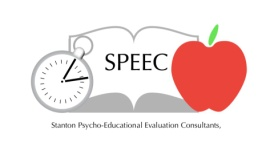 SPEEC
Stanton Psycho-Educational Evaluation Consultants,